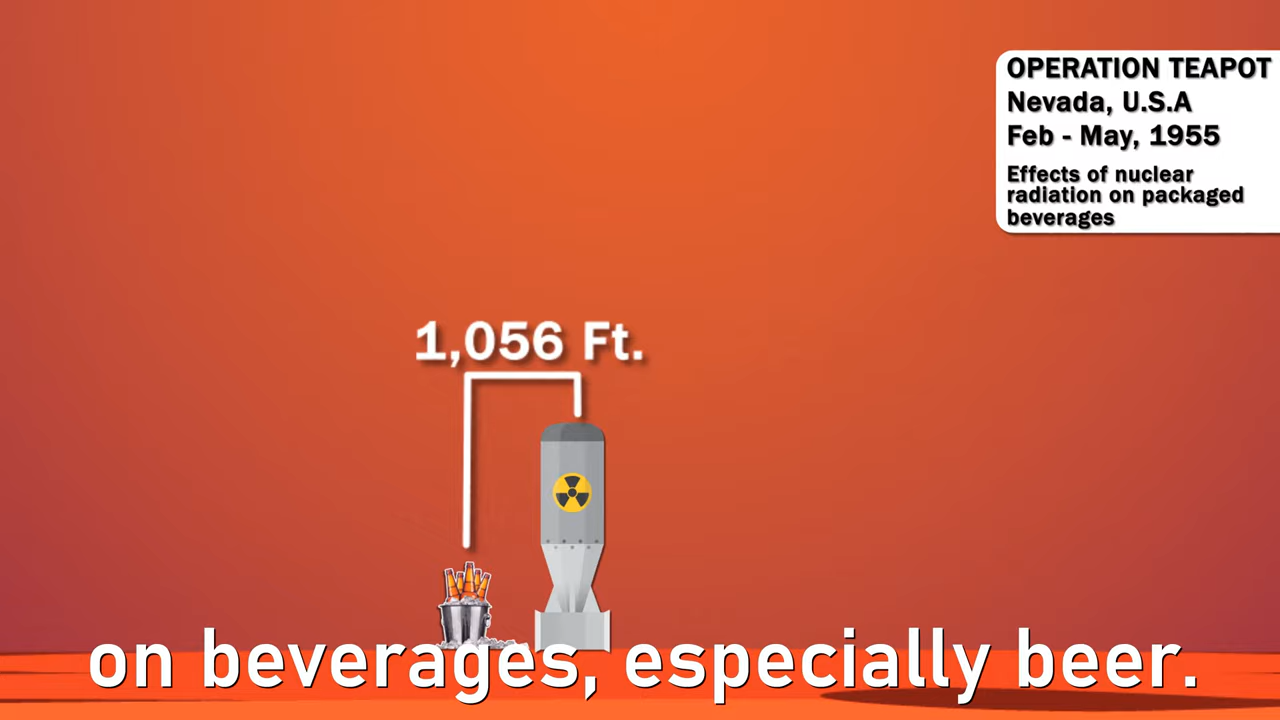 OPERATION TEAPOT
Nevada, U.S.A
Feb - May, 1955
Effects of nuclear
radiation on packaged
beverages
1,056 Ft.
on beverages, especially beer.